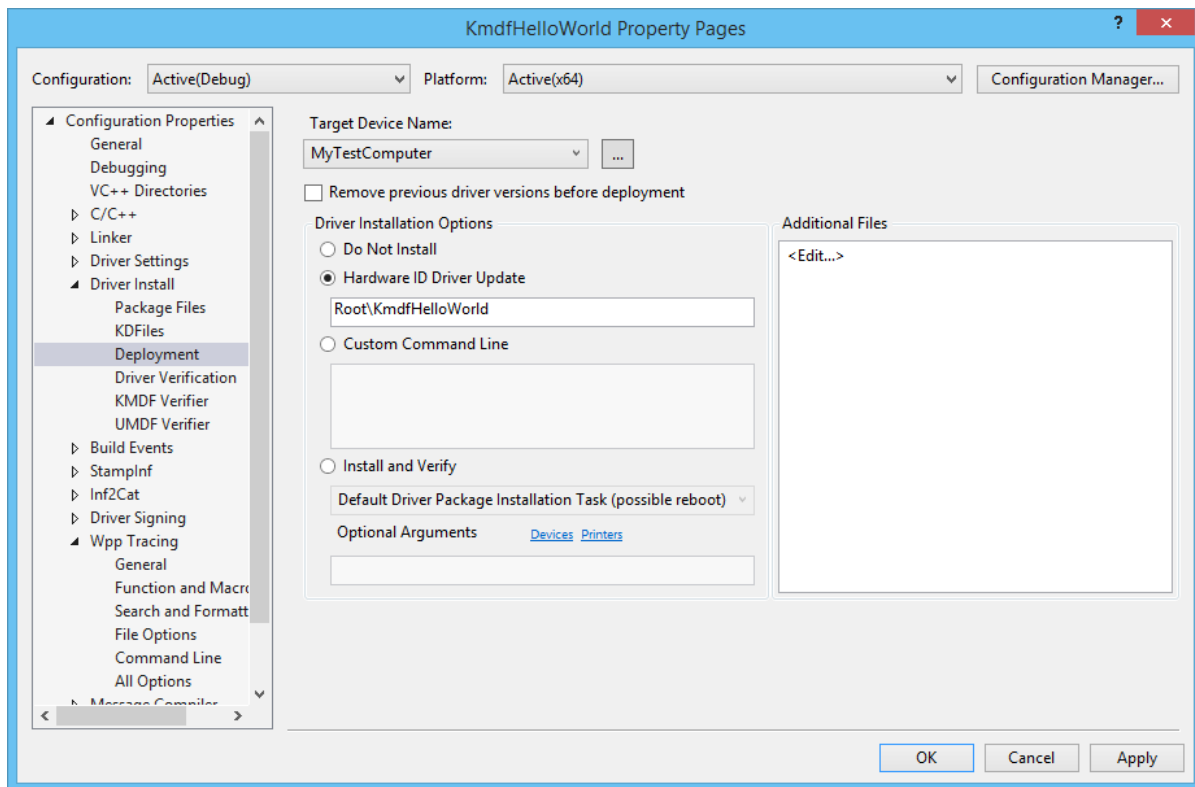 KmdfHelloWorld Property Pages
?
Configuration: Active(Debug) Platform: Active(x64) Configuration Manager...
Configuration Properties
General
Debugging
VC++ Directories
C/C++
Linker
Driver Settings
Driver Install
Package Files
KDFiles
Deployment
Driver Verification
KMDF Verifier
UMDF Verifier
Build Events
StampInf
Inf2Cat
Driver Signing
Wpp Tracing
General
Function and Macro
Search and Formatt
File Options
Command Line
All Options
Message Compiler
Target Device Name:
MyTestComputer ...
Remove previous driver versions before deployment
Driver Installation Options
Do Not Install
Hardware ID Driver Update
Root\KmdfHelloWorld
Custom Command Line
Install and Verify
Default Driver Package Installation Task (possible reboot)
Optional Arguments Devices Printers
Additional Files
<Edit...>
OK Cancel Apply